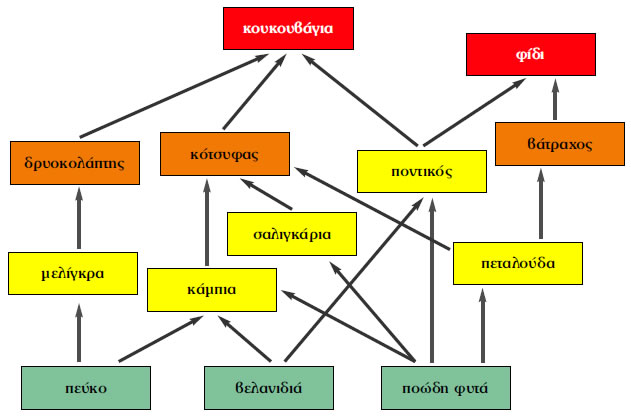 κουκουβάγια
φίδι
δρυοκολάπτης
κότσυφας
ποντικός
βάτραχος
μελίγκρα
κάμπια
σαλιγκάρια
πεταλούδα
πεύκο
βελανιδιά
ποώδη φυτά